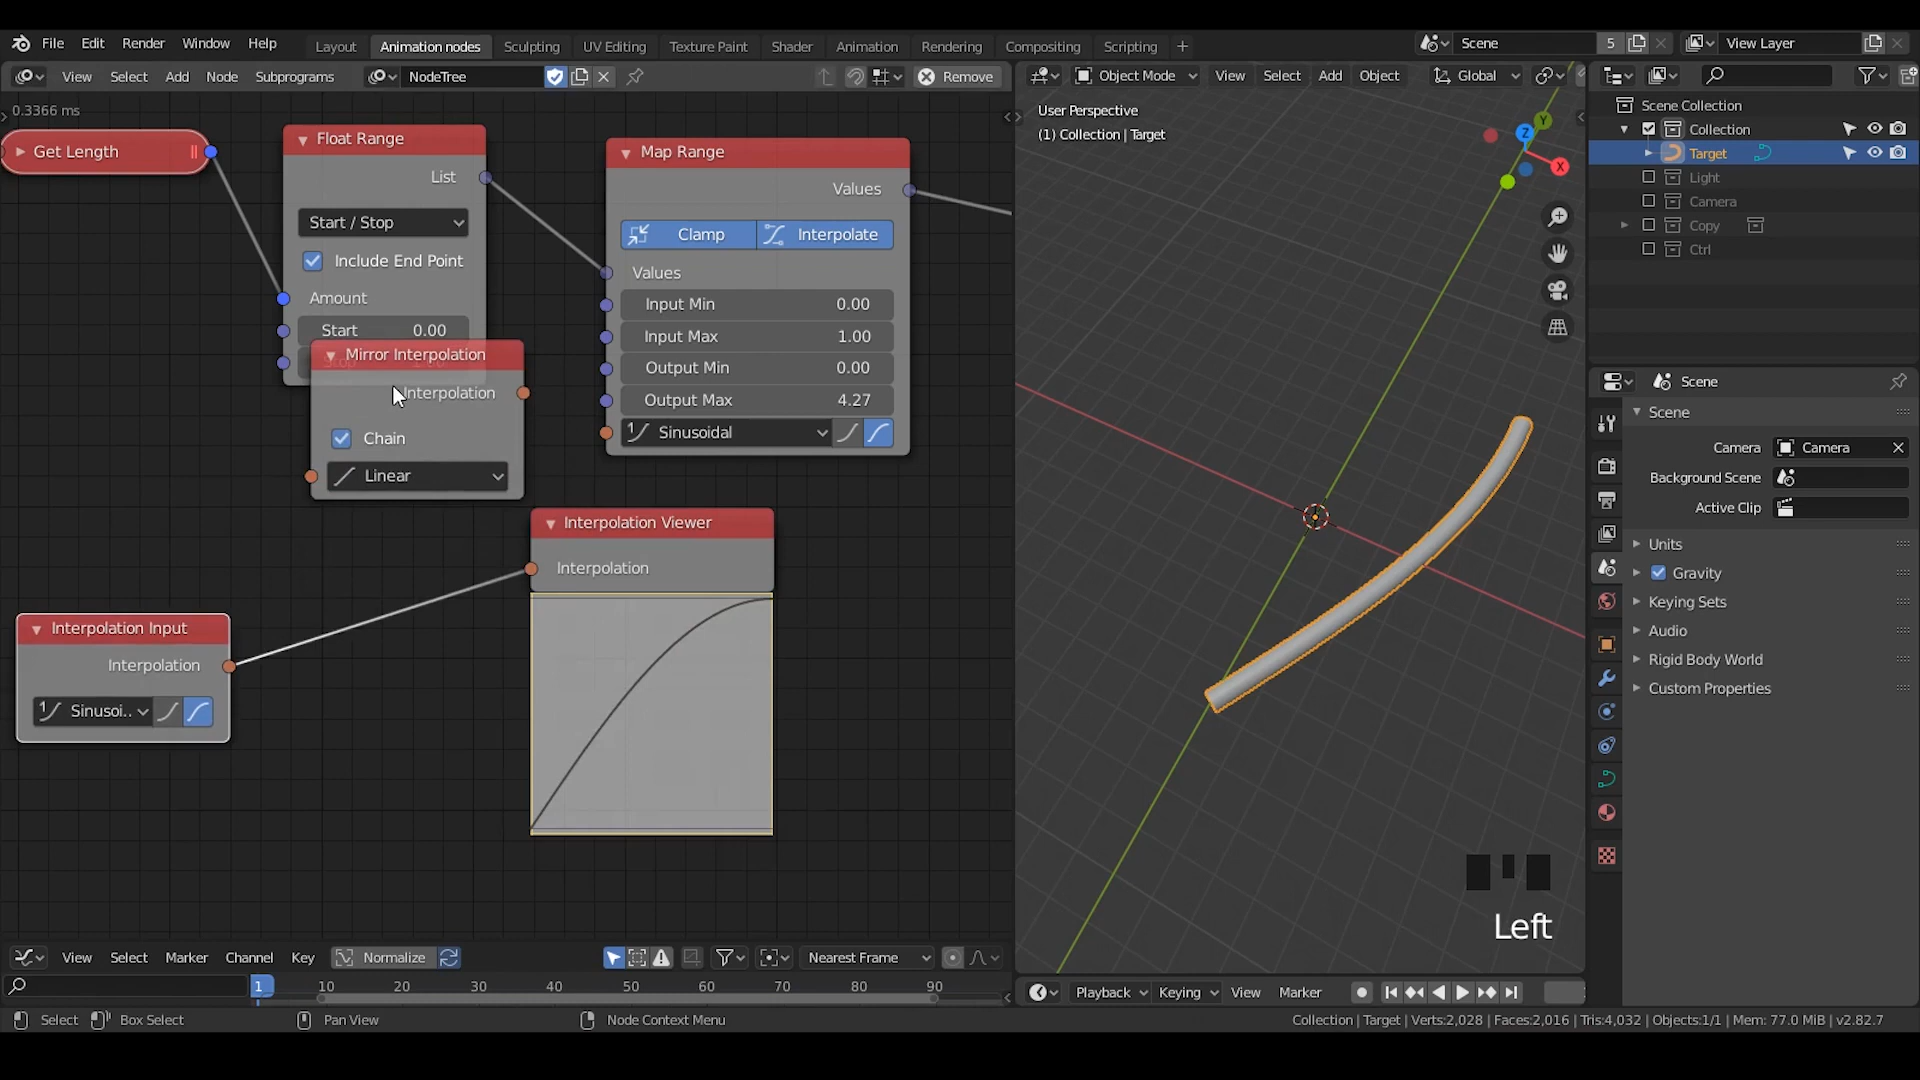 File Edit Render Window Help Layout Animation nodes Sculpting UV Editing Texture Paint Shader Animation Rendering Compositing Scripting + Scene 5 View Layer
View Select Add Node Subprograms NodeTree Remove Object Mode View Select Add Object Global
0.3366 ms
Get Length
Float Range
List
Start / Stop
Include End Point
Amount
Start 0.00
Mirror Interpolation
Interpolation
Chain
Linear
Map Range
Values
Clamp Interpolate
Values
Input Min 0.00
Input Max 1.00
Output Min 0.00
Output Max 4.27
Sinusoidal
Interpolation Viewer
Interpolation
Interpolation Input
Interpolation
Sinusoi..
User Perspective
(1) Collection | Target
Z
Y
X
Left
Scene Collection
Collection
Target
Light
Camera
Copy
Ctrl
Scene
Scene
Camera Camera
Background Scene
Active Clip
Units
Gravity
Keying Sets
Audio
Rigid Body World
Custom Properties
View Select Marker Channel Key Normalize Nearest Frame
1 10 20 30 40 50 60 70 80 90
Playback Keying View Marker
Select Box Select Pan View Node Context Menu Collection | Target | Verts:2,028 | Faces:2,016 | Tris:4,032 | Objects:1/1 | Mem: 77.0 MiB | v2.82.7